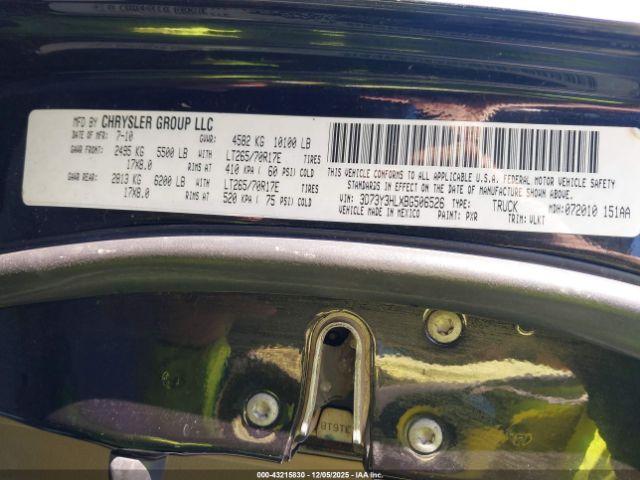 MFD BY CHRYSLER GROUP LLC
DATE OF MFR: 7-10 GVWR: 4582 KG 10100 LB
GAWR FRONT: 2495 KG 5500 LB WITH LT265/70R17E TIRES
17X8.0 RIMS AT 410 KPA ( 60 PSI) COLD
GAWR REAR: 2813 KG 6200 LB WITH LT265/70R17E TIRES
17X8.0 RIMS AT 520 KPA ( 75 PSI) COLD
THIS VEHICLE CONFORMS TO ALL APPLICABLE U.S.A. FEDERAL MOTOR VEHICLE SAFETY
STANDARDS IN EFFECT ON THE DATE OF MANUFACTURE SHOWN ABOVE.
VIN: 3D73Y3HLXBG506526 TYPE: TRUCK MDH: 072010 151AA
MADE IN MEXICO PAINT: PXR TRIM: VLKT
000-43215830 12/05/2025 IAAI.COM